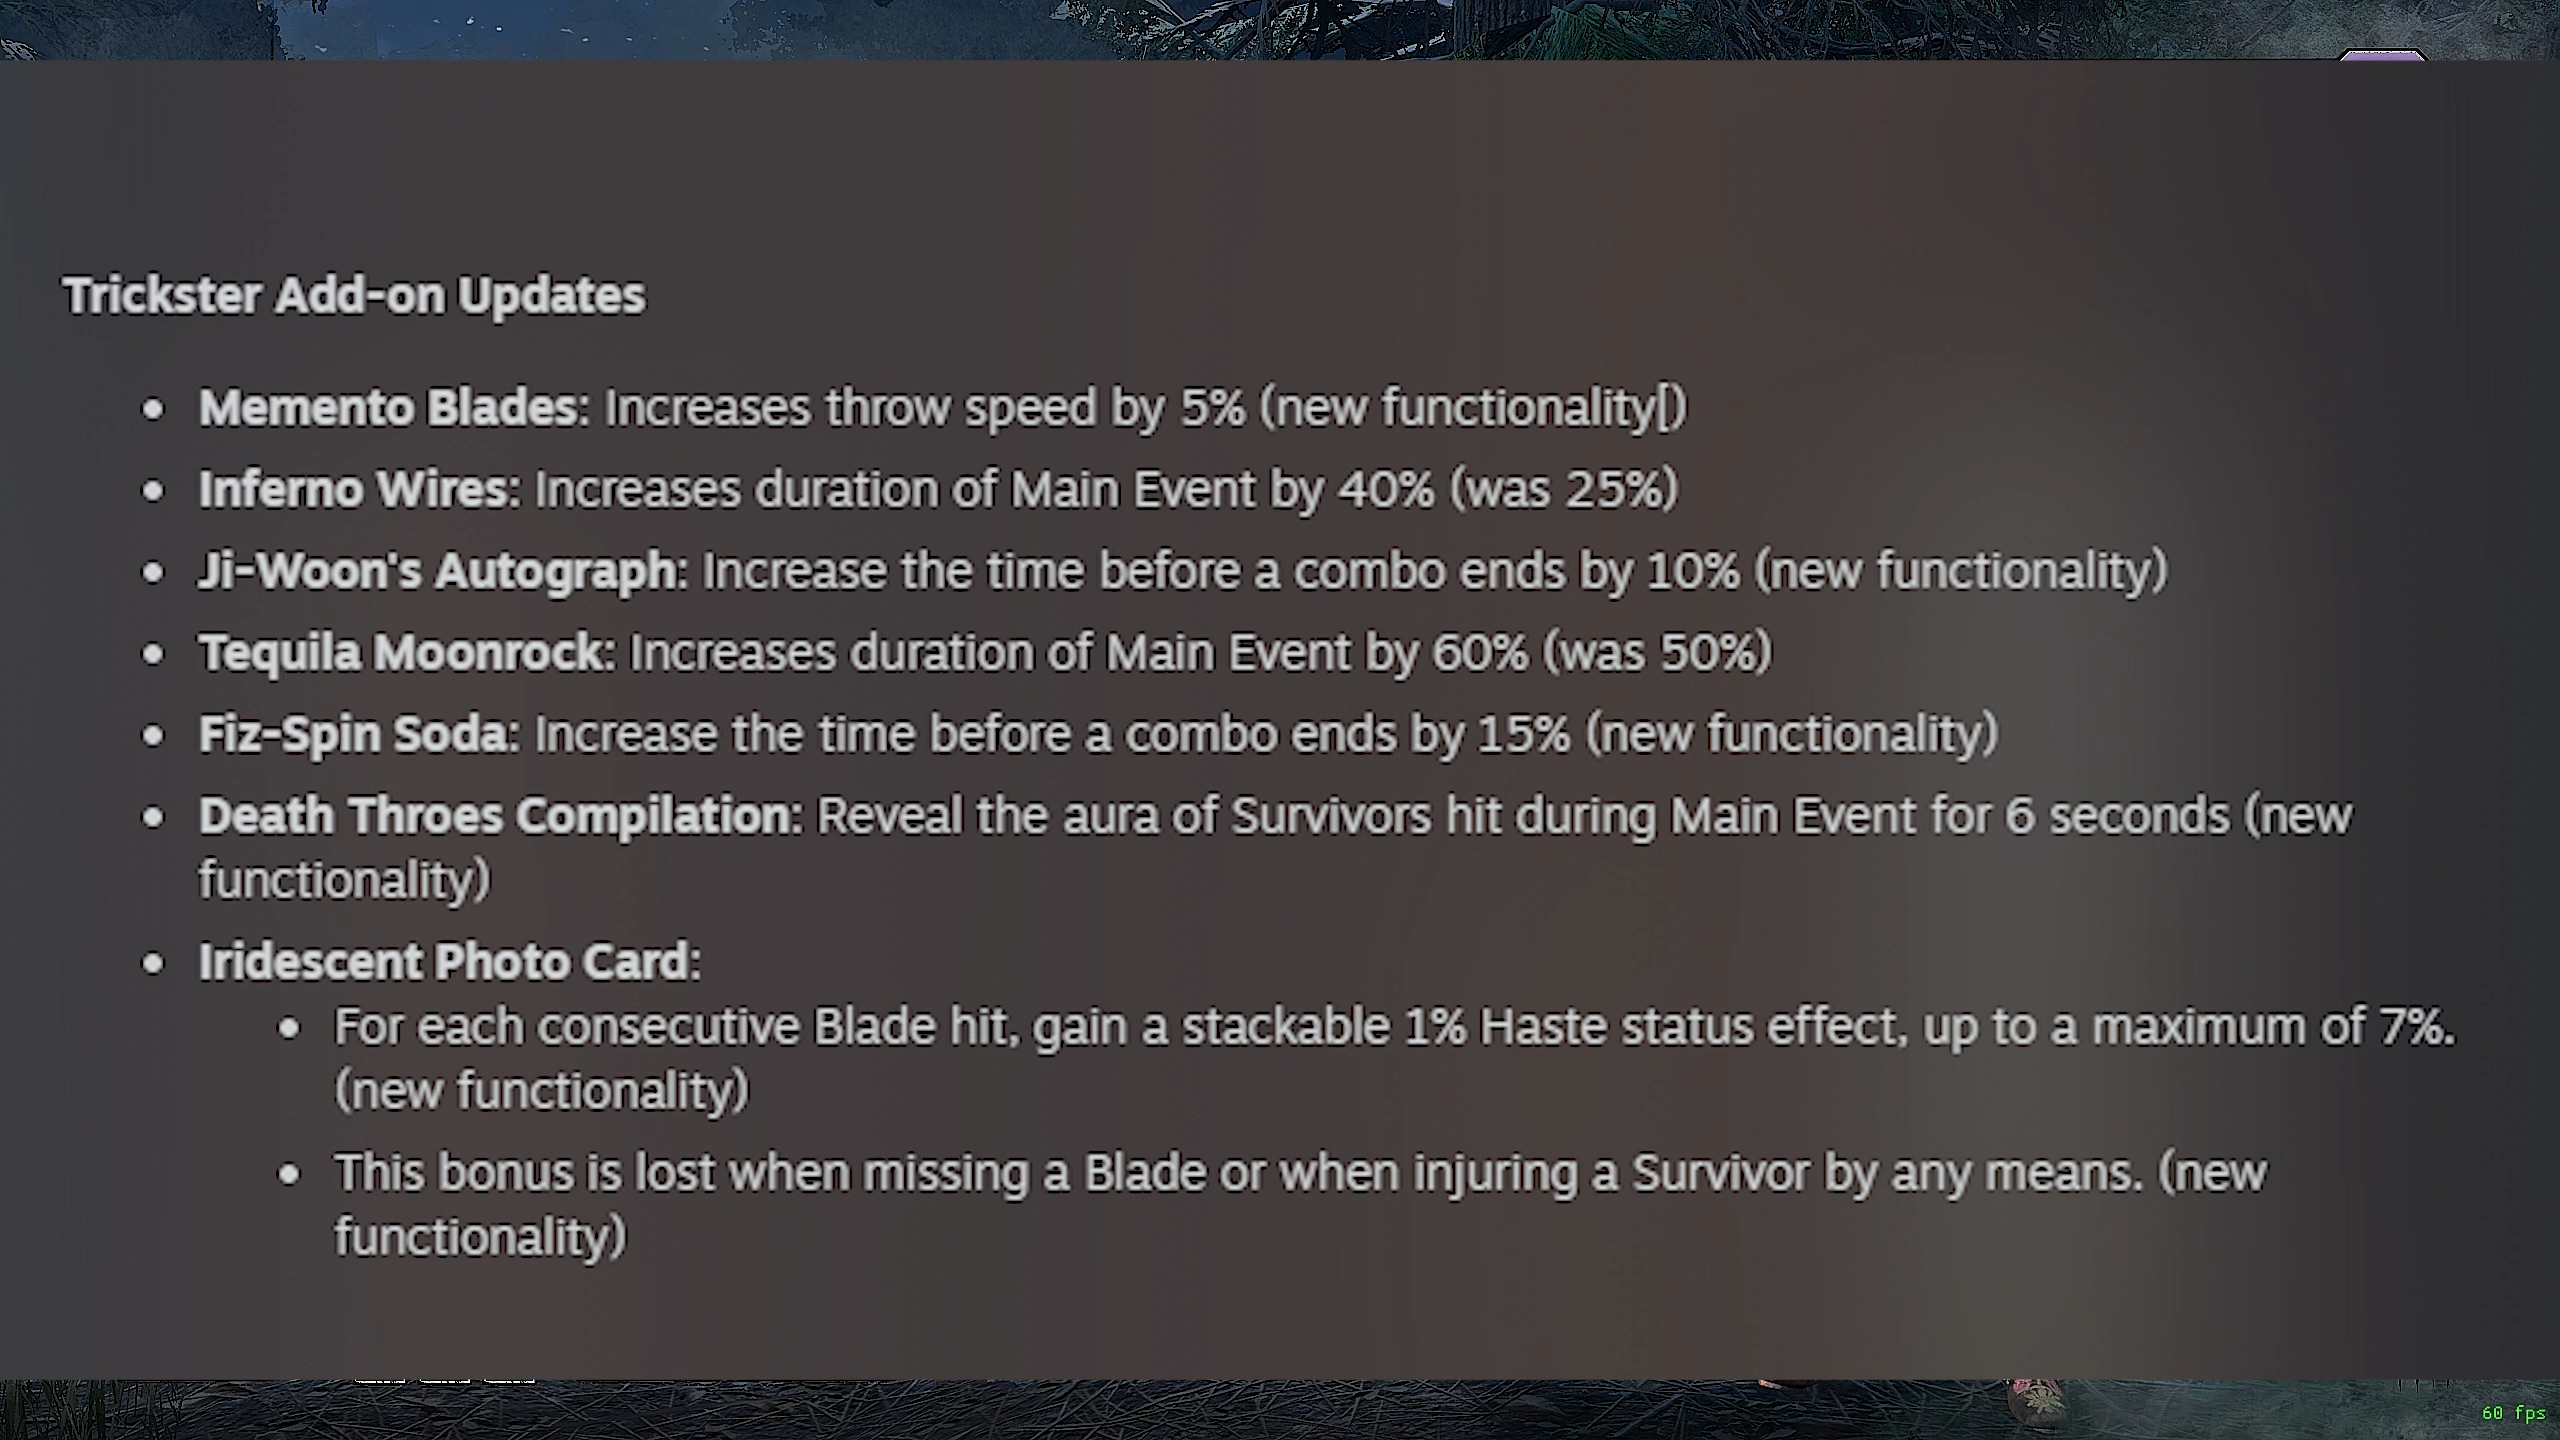 Trickster Add-on Updates
• Memento Blades: Increases throw speed by 5% (new functionality[)
• Inferno Wires: Increases duration of Main Event by 40% (was 25%)
• Ji-Woon's Autograph: Increase the time before a combo ends by 10% (new functionality)
• Tequila Moonrock: Increases duration of Main Event by 60% (was 50%)
• Fiz-Spin Soda: Increase the time before a combo ends by 15% (new functionality)
• Death Throes Compilation: Reveal the aura of Survivors hit during Main Event for 6 seconds (new
functionality)
• Iridescent Photo Card:
• For each consecutive Blade hit, gain a stackable 1% Haste status effect, up to a maximum of 7%.
(new functionality)
• This bonus is lost when missing a Blade or when injuring a Survivor by any means. (new
functionality)
60 fps